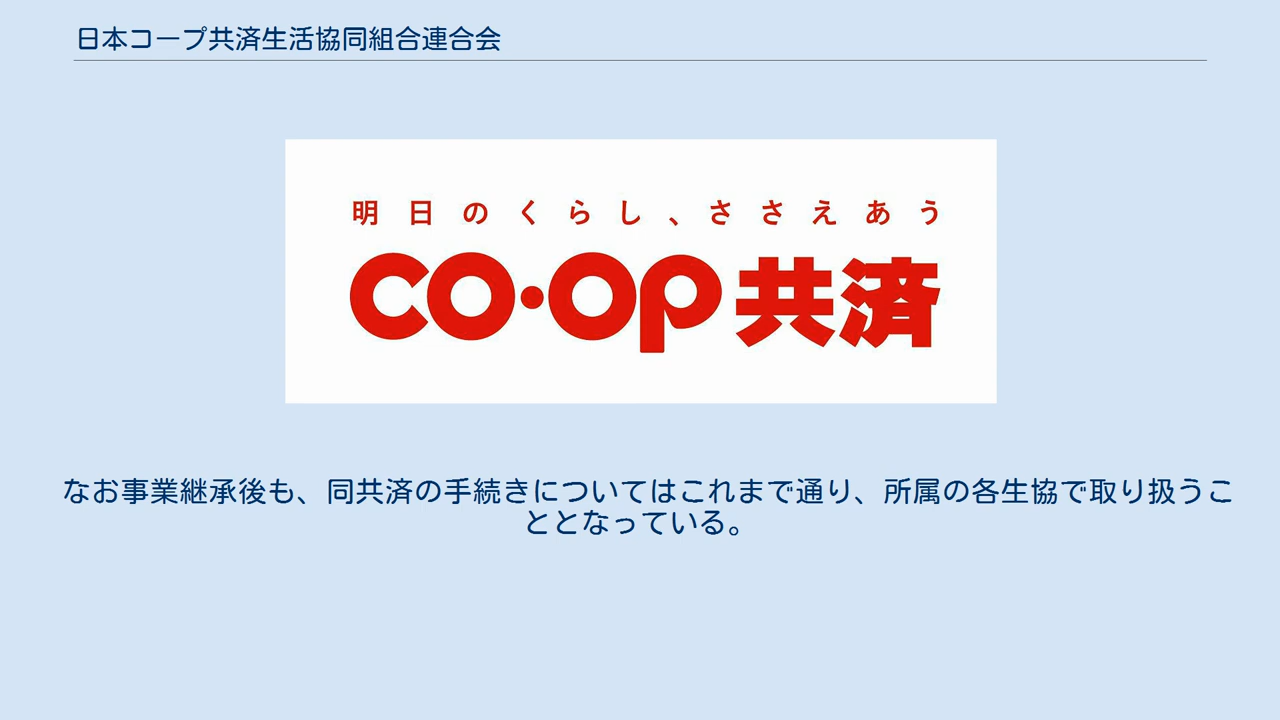 日本コープ共済生活協同組合連合会
明日のくらし、ささえあう
CO・OP共済
なお事業継承後も、同共済の手続きについてはこれまで通り、所属の各生協で取り扱うこ
ととなっている。